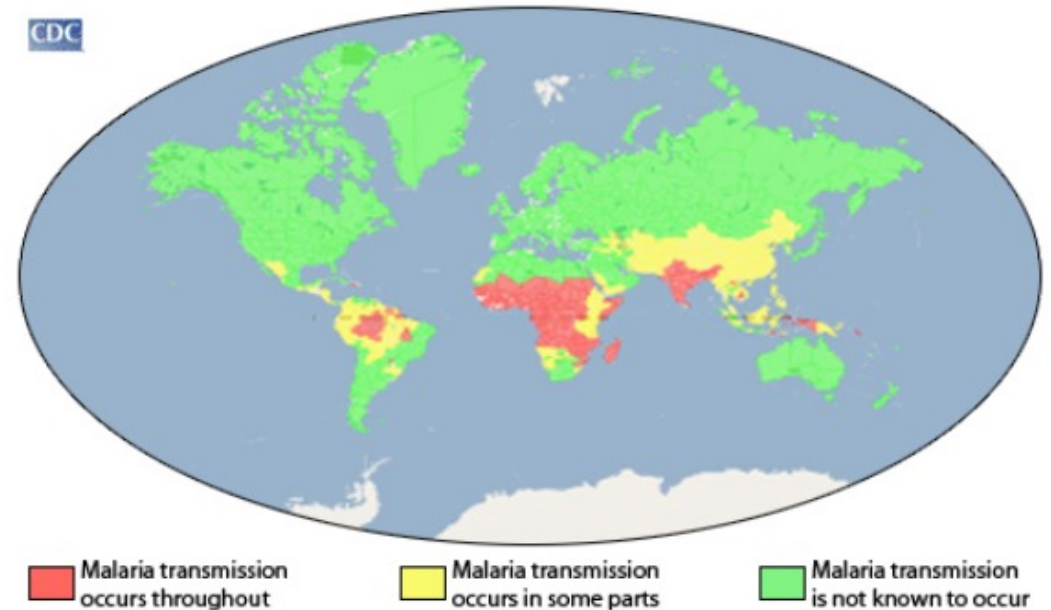 CDC
Malaria transmission
occurs throughout
Malaria transmission
occurs in some parts
Malaria transmission
is not known to occur